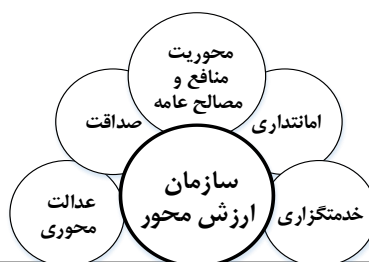 محوریت
منافع و
مصالح عامه
امانتداری
صداقت
سازمان
ارزش محور
خدمتگزاری
عدالت
محوری